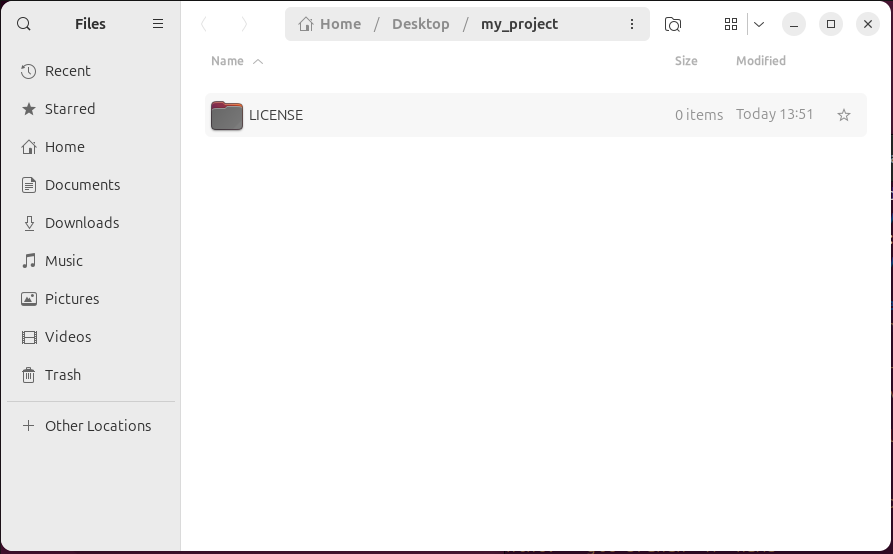 Files
Home / Desktop / my_project
Name Size Modified
Recent
Starred
Home
Documents
Downloads
Music
Pictures
Videos
Trash
Other Locations
LICENSE 0 items Today 13:51